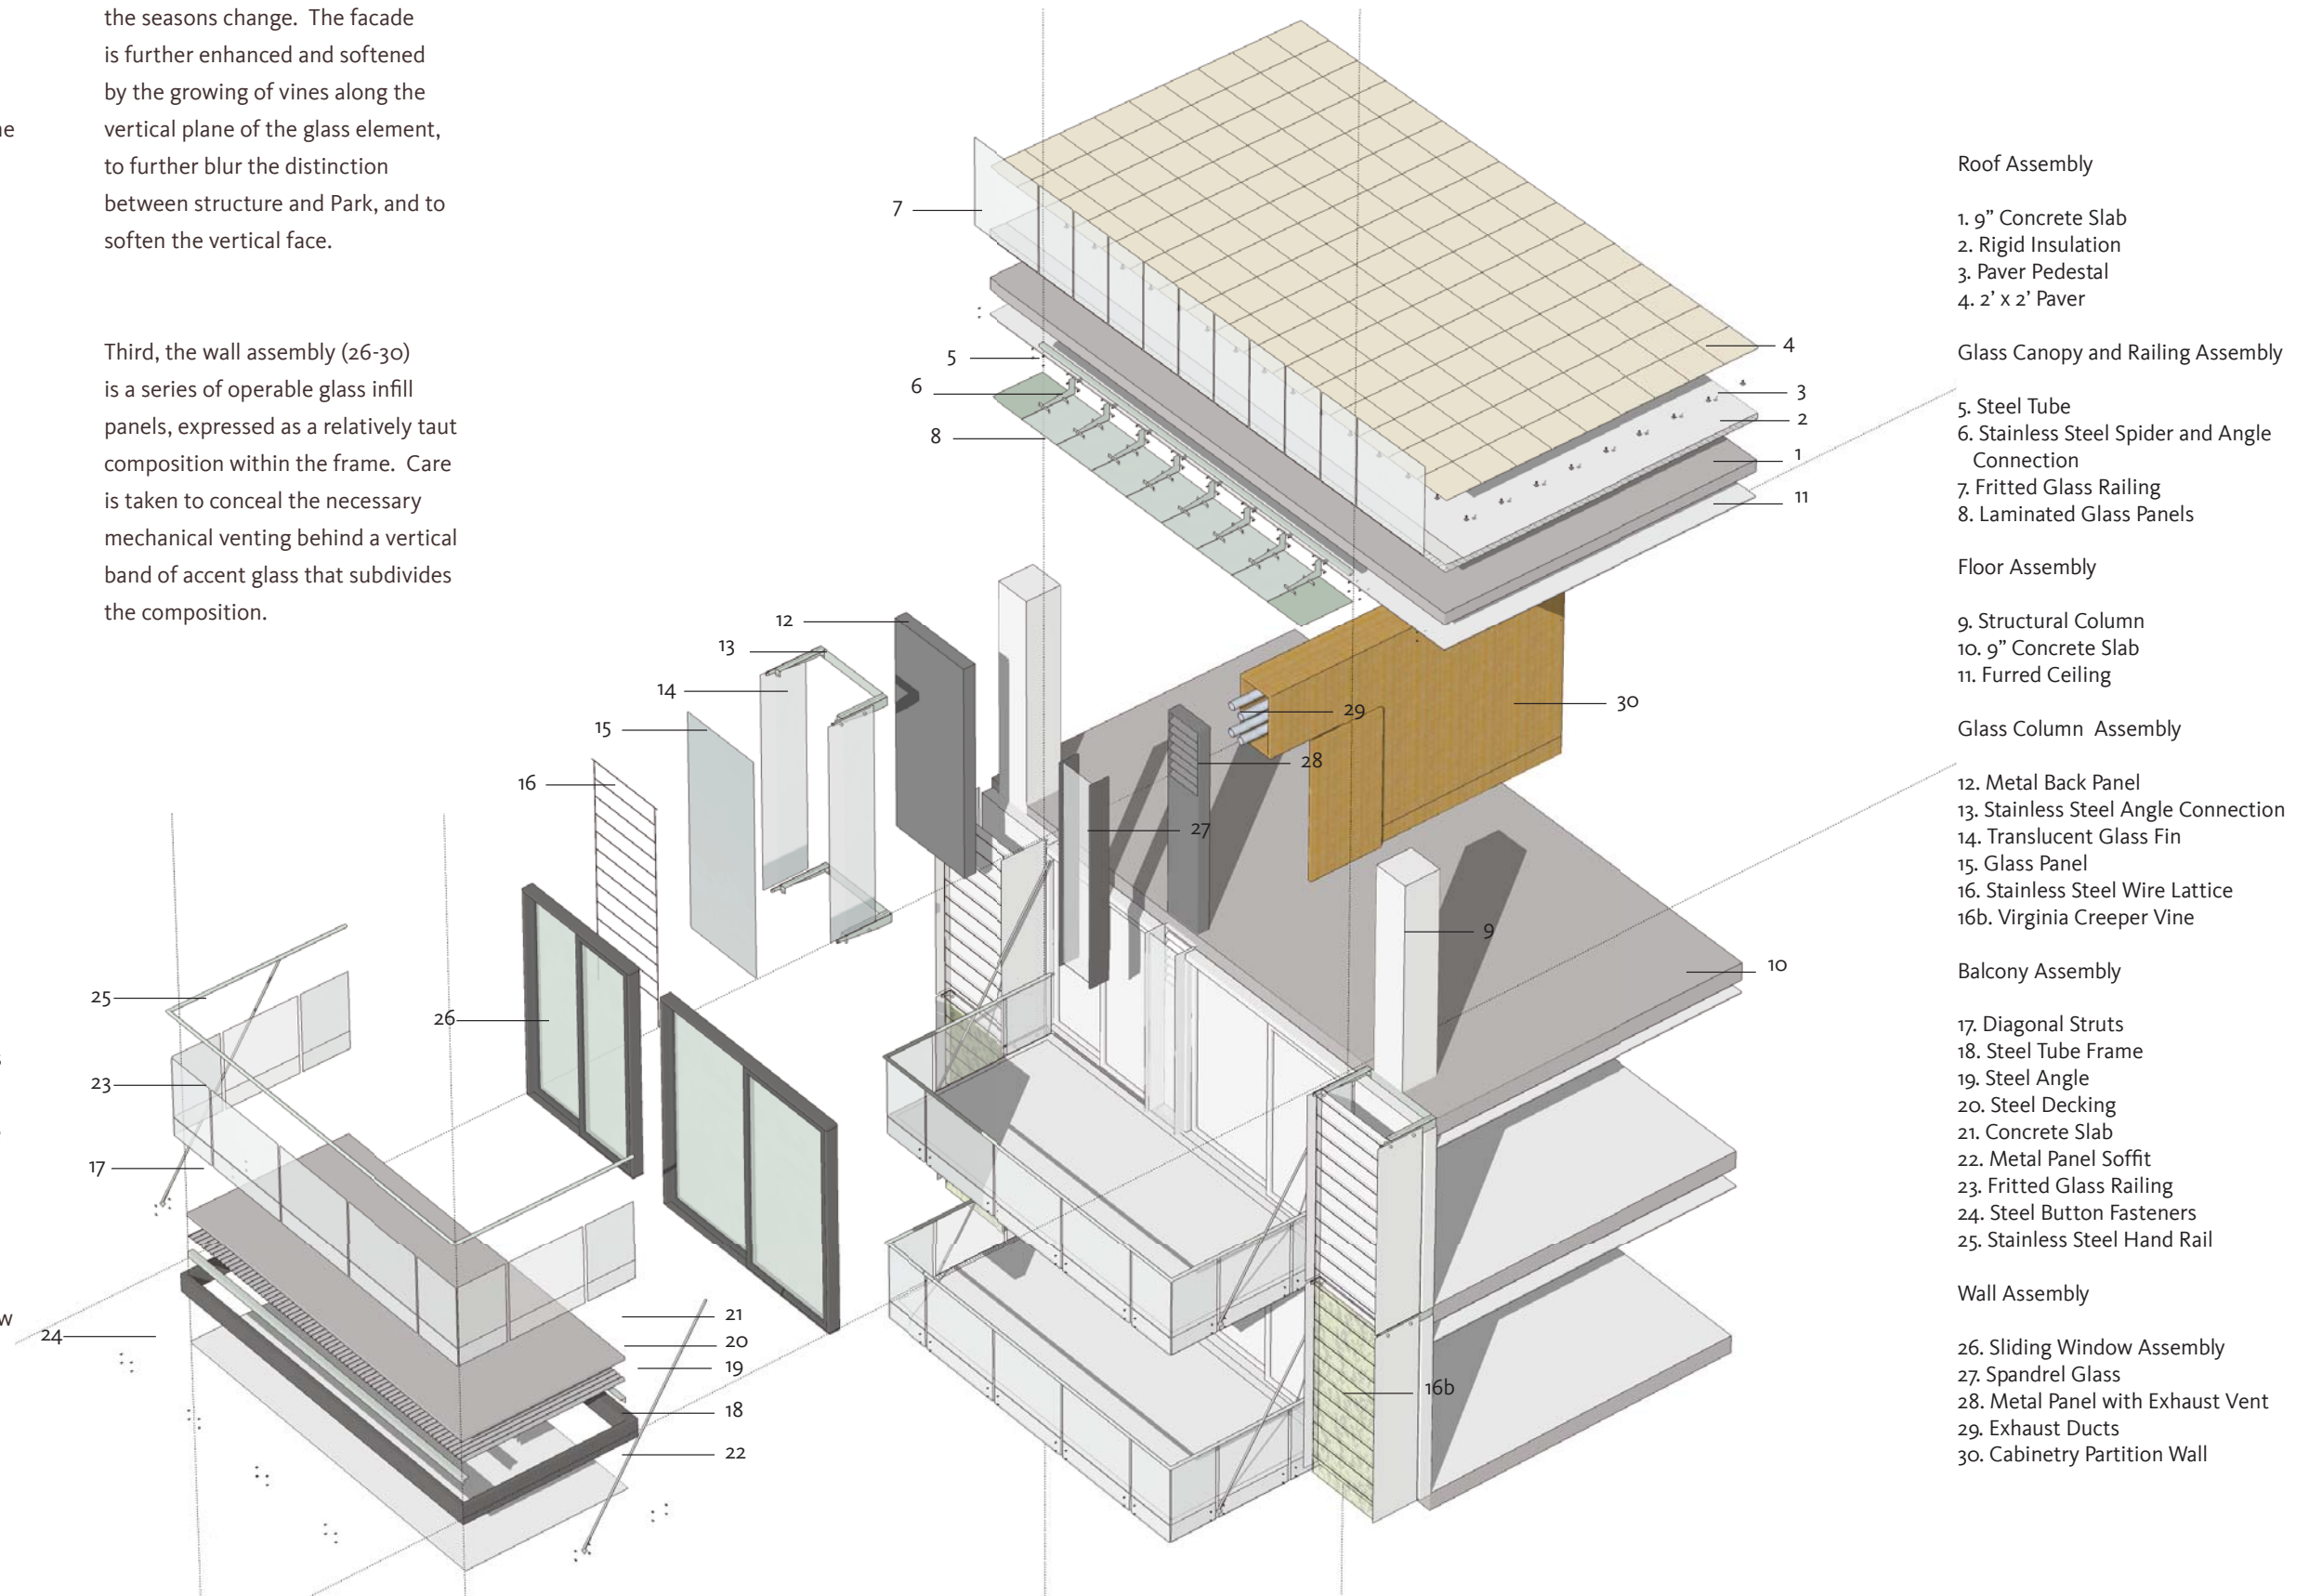 the seasons change. The facade
is further enhanced and softened
by the growing of vines along the
vertical plane of the glass element,
to further blur the distinction
between structure and Park, and to
soften the vertical face.
Third, the wall assembly (26-30)
is a series of operable glass infill
panels, expressed as a relatively taut
composition within the frame. Care
is taken to conceal the necessary
mechanical venting behind a vertical
band of accent glass that subdivides
the composition.
7
5
6
8
4
3
2
1
11
12
13
14
15
16
29
30
28
27
9
10
25
26
23
17
24
21
20
19
18
22
16b
Roof Assembly
1. 9” Concrete Slab
2. Rigid Insulation
3. Paver Pedestal
4. 2’ x 2’ Paver
Glass Canopy and Railing Assembly
5. Steel Tube
6. Stainless Steel Spider and Angle
Connection
7. Fritted Glass Railing
8. Laminated Glass Panels
Floor Assembly
9. Structural Column
10. 9” Concrete Slab
11. Furred Ceiling
Glass Column Assembly
12. Metal Back Panel
13. Stainless Steel Angle Connection
14. Translucent Glass Fin
15. Glass Panel
16. Stainless Steel Wire Lattice
16b. Virginia Creeper Vine
Balcony Assembly
17. Diagonal Struts
18. Steel Tube Frame
19. Steel Angle
20. Steel Decking
21. Concrete Slab
22. Metal Panel Soffit
23. Fritted Glass Railing
24. Steel Button Fasteners
25. Stainless Steel Hand Rail
Wall Assembly
26. Sliding Window Assembly
27. Spandrel Glass
28. Metal Panel with Exhaust Vent
29. Exhaust Ducts
30. Cabinetry Partition Wall